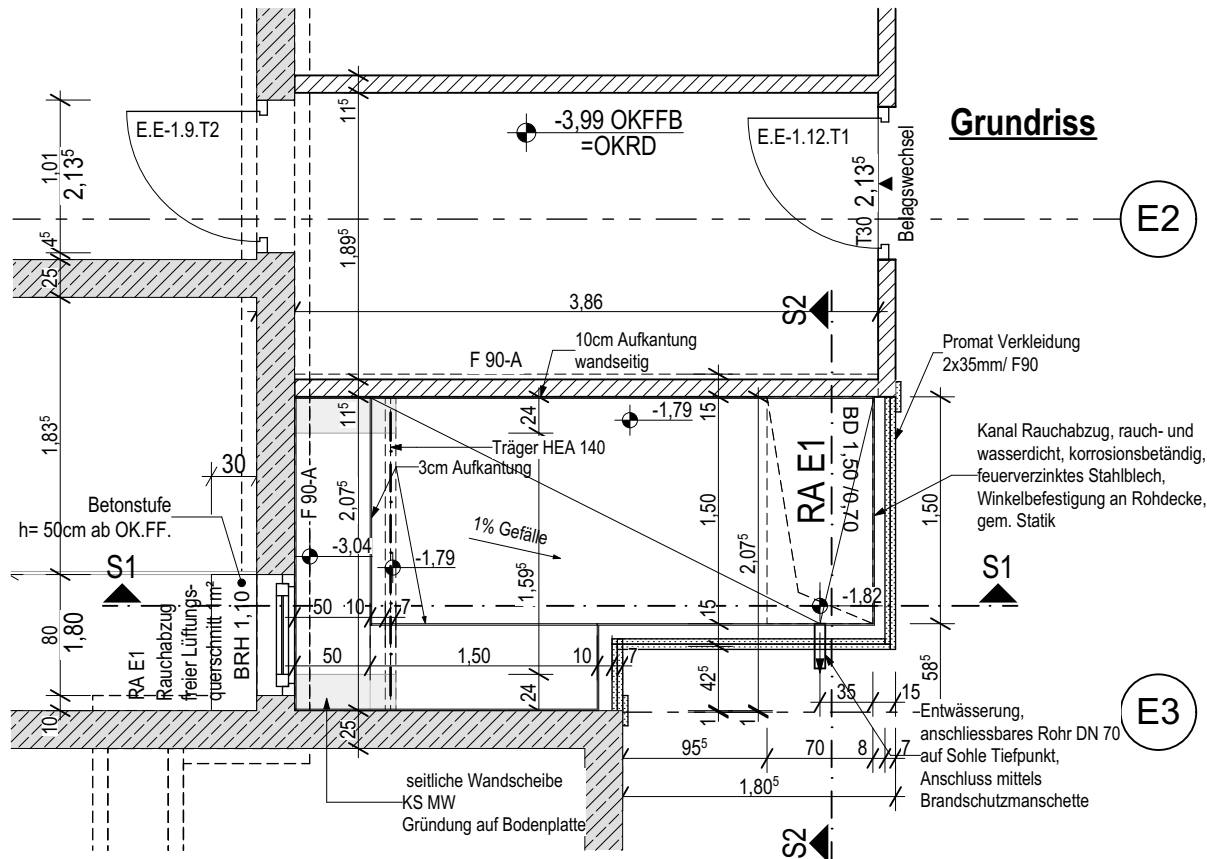 Grundriss
E.E-1.9.T2
-3,99 OKFFB
=OKRD
E.E-1.12.T1
T30 2,13⁵
Belagswechsel
E2
1,01
2,13⁵
4⁵
25
11⁵
1,89⁵
3,86
S2
10cm Aufkantung
wandseitig
F 90-A
Promat Verkleidung
2x35mm/ F90
11⁵
24
-1,79
15
BD 1,50 /0,70
RA E1
Kanal Rauchabzug, rauch- und
wasserdicht, korrosionsbetändig,
feuerverzinktes Stahlblech,
Winkelbefestigung an Rohdecke,
gem. Statik
Träger HEA 140
3cm Aufkantung
F 90-A
2,07⁵
1,83⁵
30
Betonstufe
h= 50cm ab OK.FF.
1% Gefälle
1,59⁵
1,50
2,07⁵
1,50
-3,04
-1,79
-1,82
S1
S1
80
1,80
10
RA E1
Rauchabzug
freier Lüftungs-
querschnitt 1 m²
BRH 1,10
50
10
7
15
50
1,50
10
7
24
42⁵
1
1
58⁵
35
15
25
E3
Entwässerung,
anschliessbares Rohr DN 70
auf Sohle Tiefpunkt,
Anschluss mittels
Brandschutzmanschette
95⁵
70
8
7
1,80⁵
seitliche Wandscheibe
KS MW
Gründung auf Bodenplatte
S2